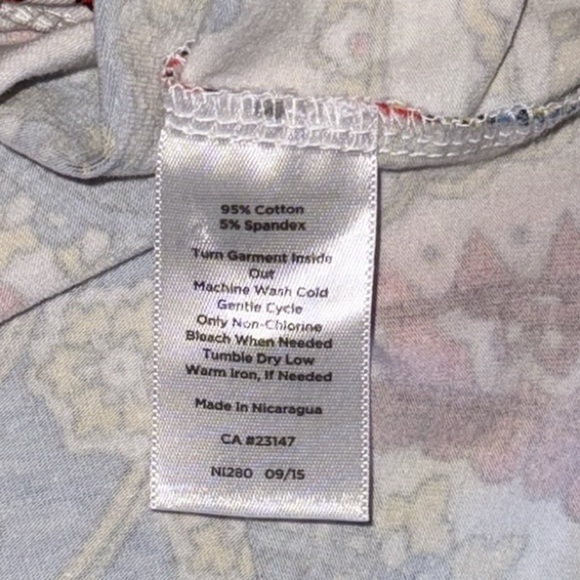 95% Cotton
5% Spandex
Turn Garment Inside
Out
Machine Wash Cold
Gentle Cycle
Only Non-Chlorine
Bleach When Needed
Tumble Dry Low
Warm Iron, If Needed
Made In Nicaragua
CA #23147
NI280 09/15